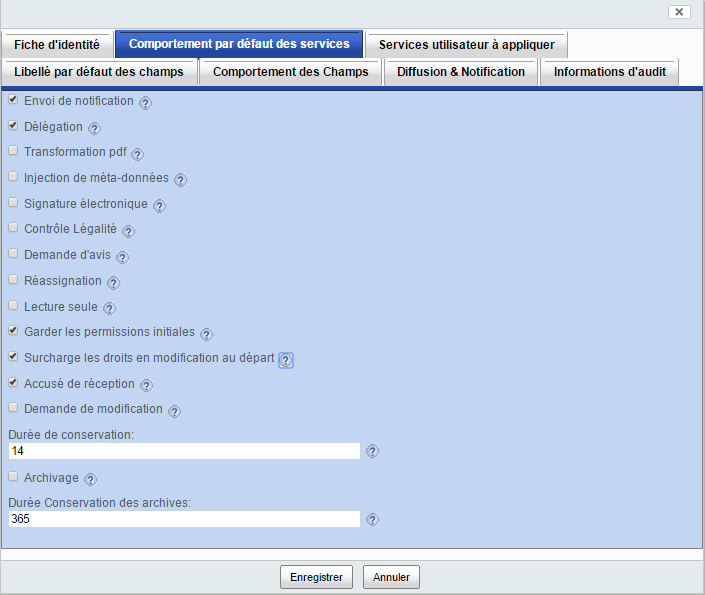 Fiche d'identité Comportement par défaut des services Services utilisateur à appliquer
Libellé par défaut des champs Comportement des Champs Diffusion & Notification Informations d'audit
Envoi de notification
Délégation
Transformation pdf
Injection de méta-données
Signature électronique
Contrôle Légalité
Demande d'avis
Réassignation
Lecture seule
Garder les permissions initiales
Surcharge les droits en modification au départ
Accusé de réception
Demande de modification
Durée de conservation:
14
Archivage
Durée Conservation des archives:
365
Enregistrer Annuler